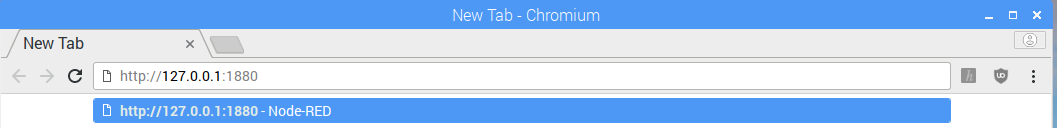 New Tab - Chromium
New Tab
http://127.0.0.1:1880
http://127.0.0.1:1880 - Node-RED